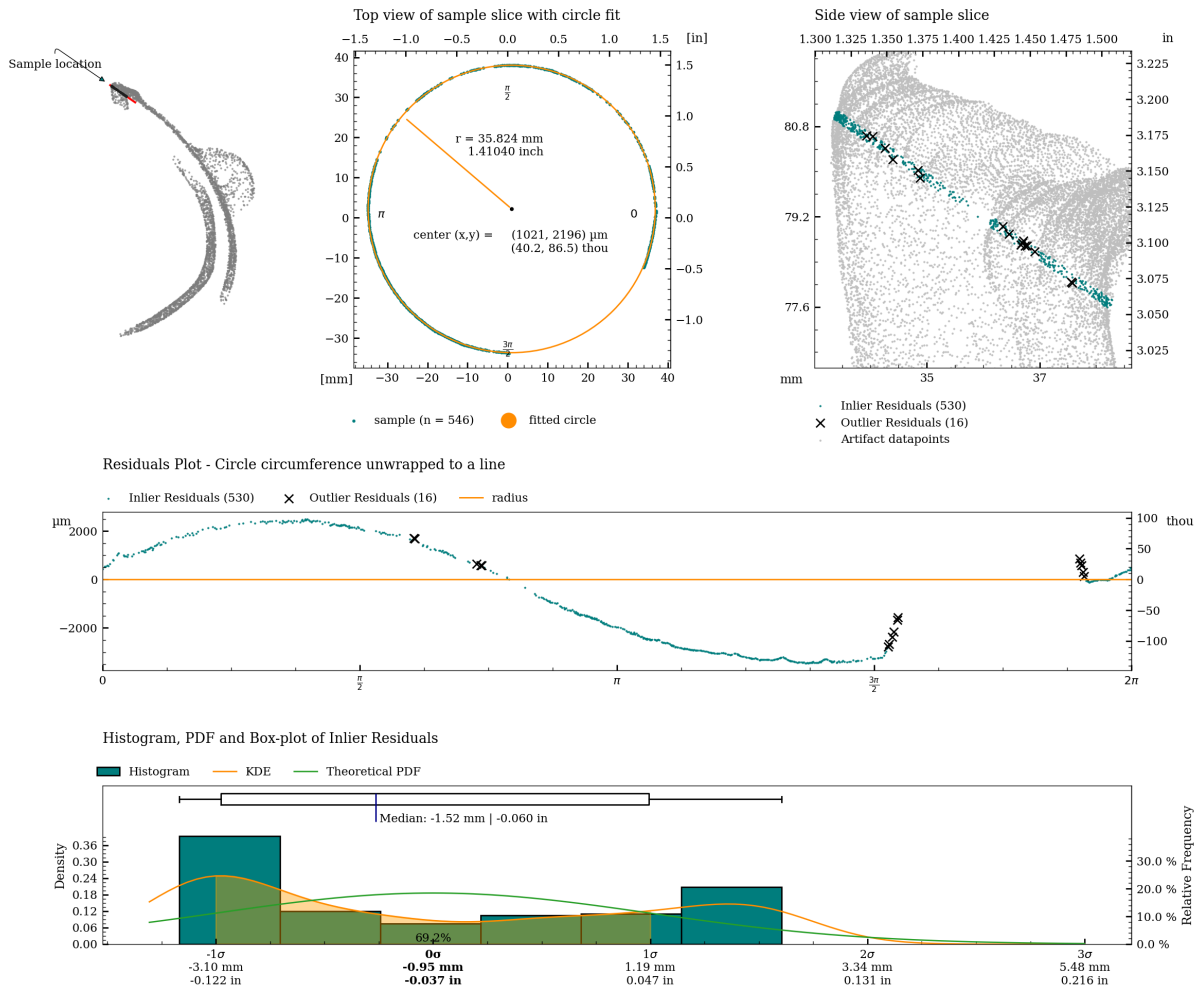 Top view of sample slice with circle fit
Side view of sample slice
−1.5 −1.0 −0.5 0.0 0.5 1.0 1.5 [in]
1.300 1.325 1.350 1.375 1.400 1.425 1.450 1.475 1.500 in
Sample location
40
30
20
10
0
−10
−20
−30
π/2
r = 35.824 mm
1.41040 inch
π
0
center (x,y) = (1021, 2196) μm
(40.2, 86.5) thou
3π/2
1.5
1.0
0.5
0.0
−0.5
−1.0
[mm] −30 −20 −10 0 10 20 30 40
80.8
79.2
77.6
3.225
3.200
3.175
3.150
3.125
3.100
3.075
3.050
3.025
mm 35 37
sample (n = 546) fitted circle
Inlier Residuals (530)
Outlier Residuals (16)
Artifact datapoints
Residuals Plot - Circle circumference unwrapped to a line
Inlier Residuals (530) Outlier Residuals (16) radius
μm
2000
0
−2000
100 thou
50
0
−50
−100
0 π/2 π 3π/2 2π
Histogram, PDF and Box-plot of Inlier Residuals
Histogram KDE Theoretical PDF
Median: -1.52 mm | -0.060 in
Density
0.36
0.30
0.24
0.18
0.12
0.06
0.00
69.2%
30.0 %
20.0 %
10.0 %
0.0 %
Relative Frequency
-1σ 0σ 1σ 2σ 3σ
-3.10 mm -0.95 mm 1.19 mm 3.34 mm 5.48 mm
-0.122 in -0.037 in 0.047 in 0.131 in 0.216 in